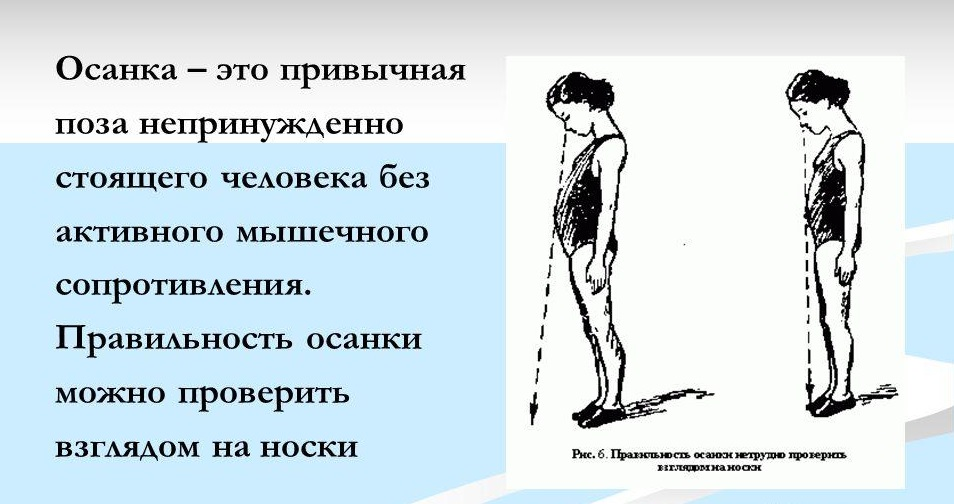 Осанка – это привычная
поза непринужденно
стоящего человека без
активного мышечного
сопротивления.
Правильность осанки
можно проверить
взглядом на носки
Рис. 6. Правильность осанки нетрудно проверить
взглядом на носки